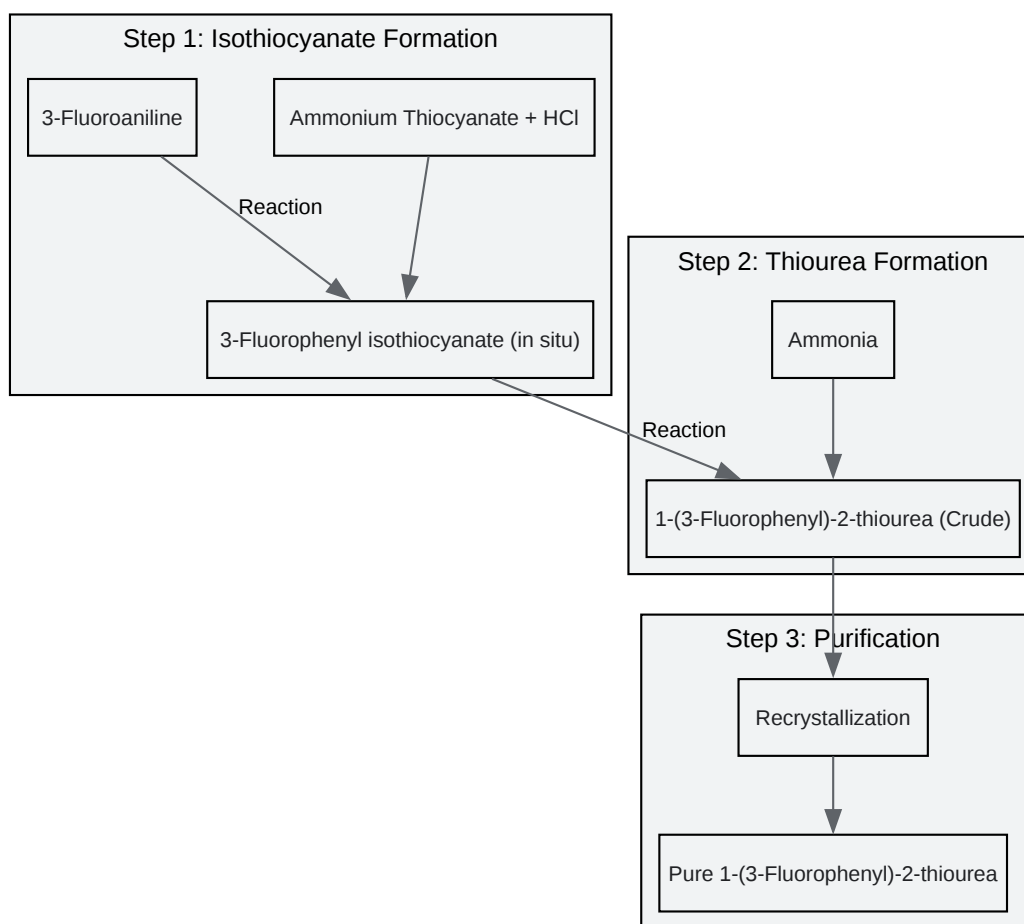 Step 1: Isothiocyanate Formation
3-Fluoroaniline
Ammonium Thiocyanate + HCl
Reaction
3-Fluorophenyl isothiocyanate (in situ)
Step 2: Thiourea Formation
Ammonia
Reaction
1-(3-Fluorophenyl)-2-thiourea (Crude)
Step 3: Purification
Recrystallization
Pure 1-(3-Fluorophenyl)-2-thiourea